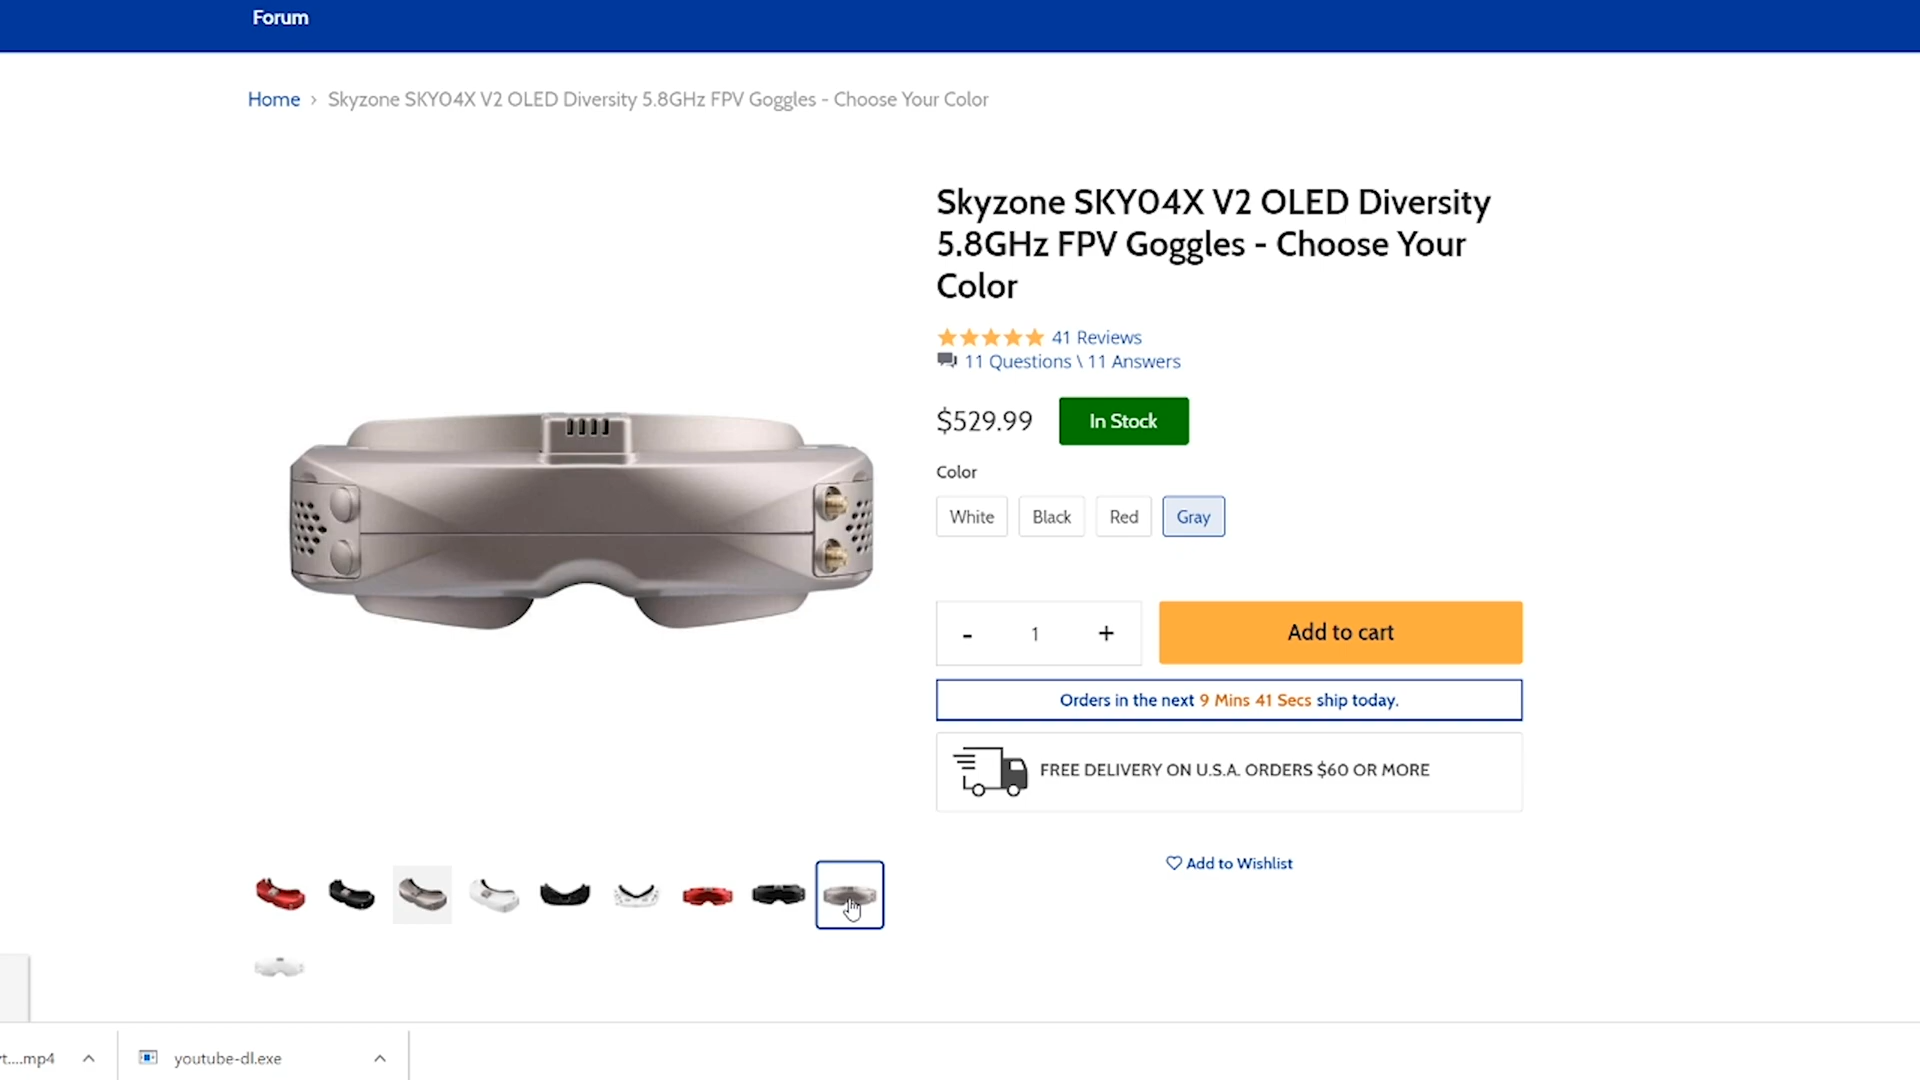 Forum
Home › Skyzone SKY04X V2 OLED Diversity 5.8GHz FPV Goggles - Choose Your Color
Skyzone SKY04X V2 OLED Diversity
5.8GHz FPV Goggles - Choose Your
Color
41 Reviews
11 Questions \ 11 Answers
$529.99 In Stock
Color
White Black Red Gray
- 1 + Add to cart
Orders in the next 9 Mins 41 Secs ship today.
FREE DELIVERY ON U.S.A. ORDERS $60 OR MORE
Add to Wishlist
t....mp4 youtube-dl.exe